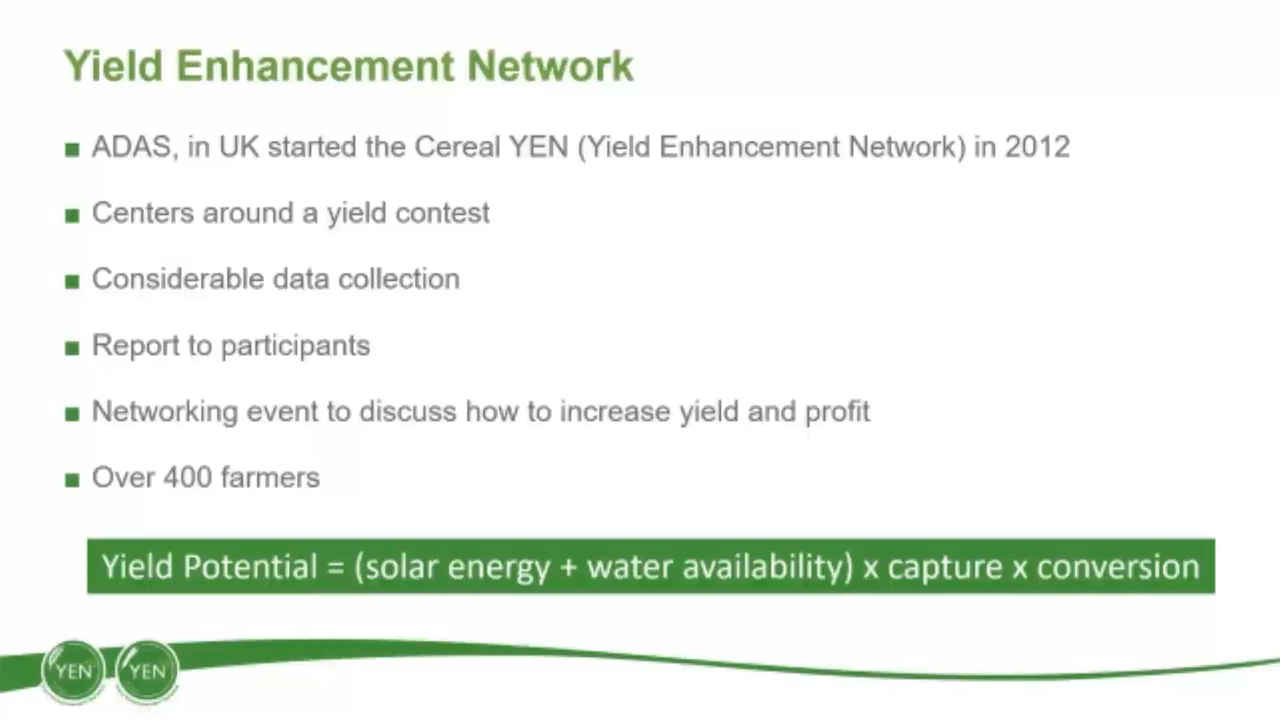 Yield Enhancement Network
ADAS, in UK started the Cereal YEN (Yield Enhancement Network) in 2012
Centers around a yield contest
Considerable data collection
Report to participants
Networking event to discuss how to increase yield and profit
Over 400 farmers
Yield Potential = (solar energy + water availability) x capture x conversion
YEN YEN